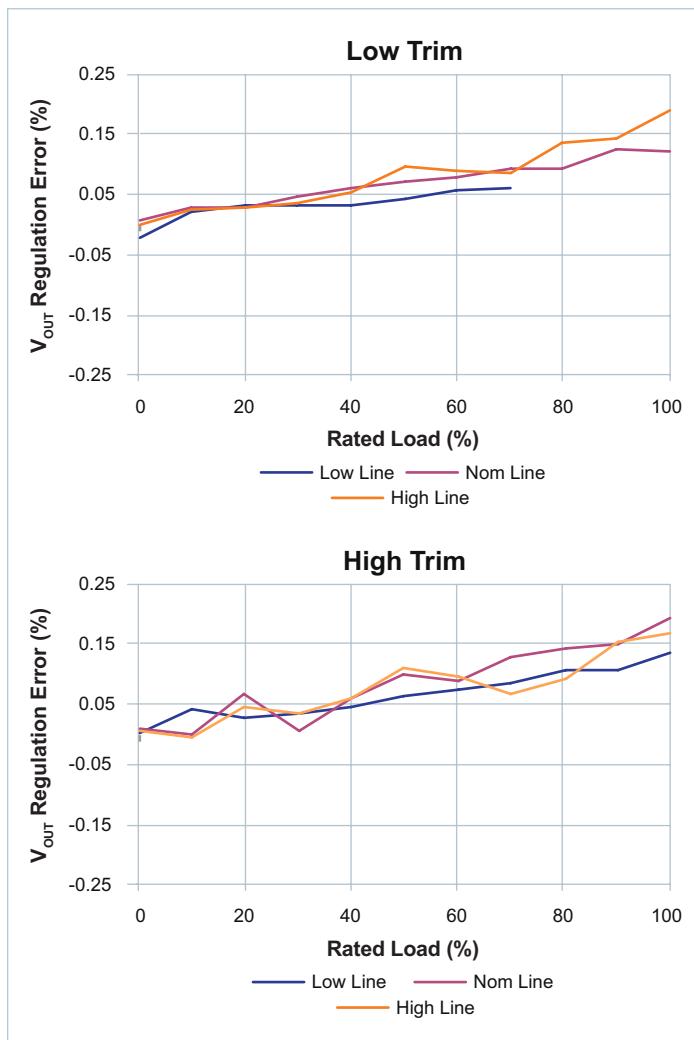 Low Trim
V_OUT Regulation Error (%)
0.25
0.15
0.05
-0.05
-0.15
-0.25
0 20 40 60 80 100
Rated Load (%)
Low Line Nom Line
High Line
High Trim
V_OUT Regulation Error (%)
0.25
0.15
0.05
-0.05
-0.15
-0.25
0 20 40 60 80 100
Rated Load (%)
Low Line Nom Line
High Line